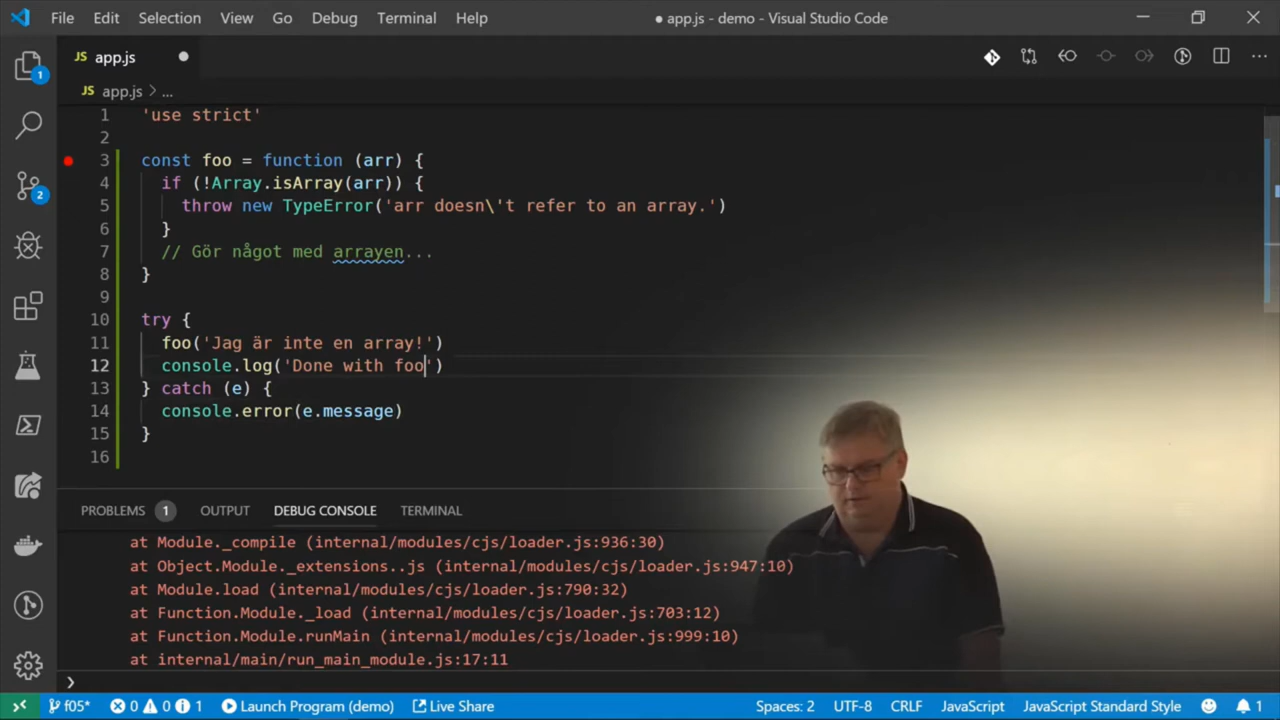 File Edit Selection View Go Debug Terminal Help ● app.js - demo - Visual Studio Code
JS app.js ●
JS app.js > ...
1 'use strict'
2
3 const foo = function (arr) {
4 if (!Array.isArray(arr)) {
5 throw new TypeError('arr doesn\'t refer to an array.')
6 }
7 // Gör något med arrayen...
8 }
9
10 try {
11 foo('Jag är inte en array!')
12 console.log('Done with foo')
13 } catch (e) {
14 console.error(e.message)
15 }
16
1
2
PROBLEMS 1 OUTPUT DEBUG CONSOLE TERMINAL
at Module._compile (internal/modules/cjs/loader.js:936:30)
at Object.Module._extensions..js (internal/modules/cjs/loader.js:947:10)
at Module.load (internal/modules/cjs/loader.js:790:32)
at Function.Module._load (internal/modules/cjs/loader.js:703:12)
at Function.Module.runMain (internal/modules/cjs/loader.js:999:10)
at internal/main/run_main_module.js:17:11
f05* 0 0 1 Launch Program (demo) Live Share Spaces: 2 UTF-8 CRLF JavaScript JavaScript Standard Style 1